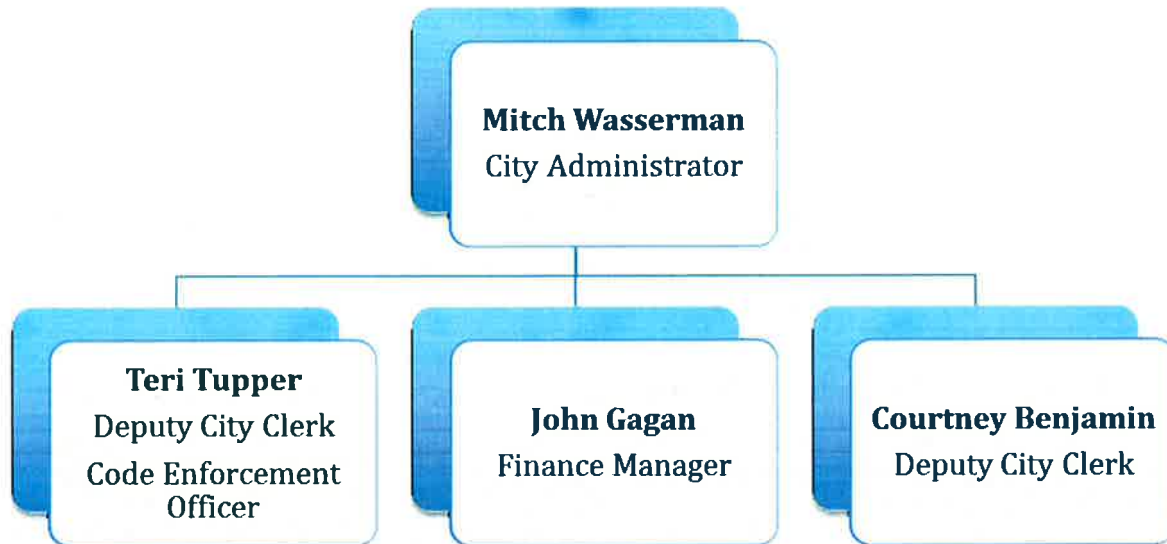 Mitch Wasserman
City Administrator
Teri Tupper
Deputy City Clerk
Code Enforcement
Officer
John Gagan
Finance Manager
Courtney Benjamin
Deputy City Clerk